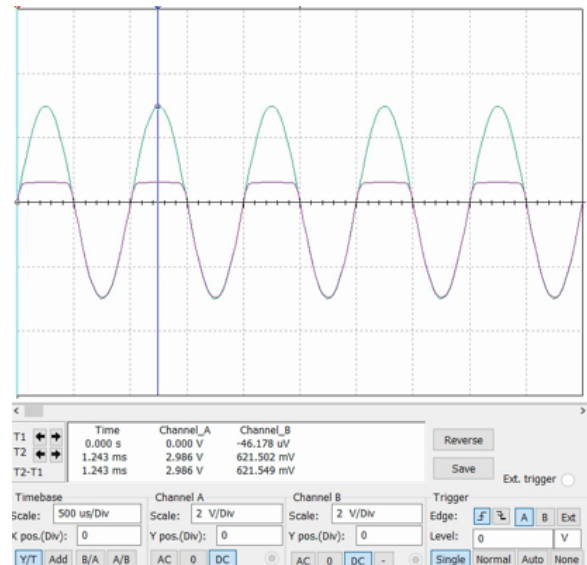 Time Channel_A Channel_B
T1 0.000 s 0.000 V -46.178 uV
T2 1.243 ms 2.986 V 621.502 mV
T2-T1 1.243 ms 2.986 V 621.549 mV
Reverse
Save
Ext. trigger
Timebase
Scale: 500 us/Div
X pos.(Div): 0
Y/T Add B/A A/B
Channel A
Scale: 2 V/Div
Y pos.(Div): 0
AC 0 DC
Channel B
Scale: 2 V/Div
Y pos.(Div): 0
AC 0 DC -
Trigger
Edge: A B Ext
Level: 0 V
Single Normal Auto None